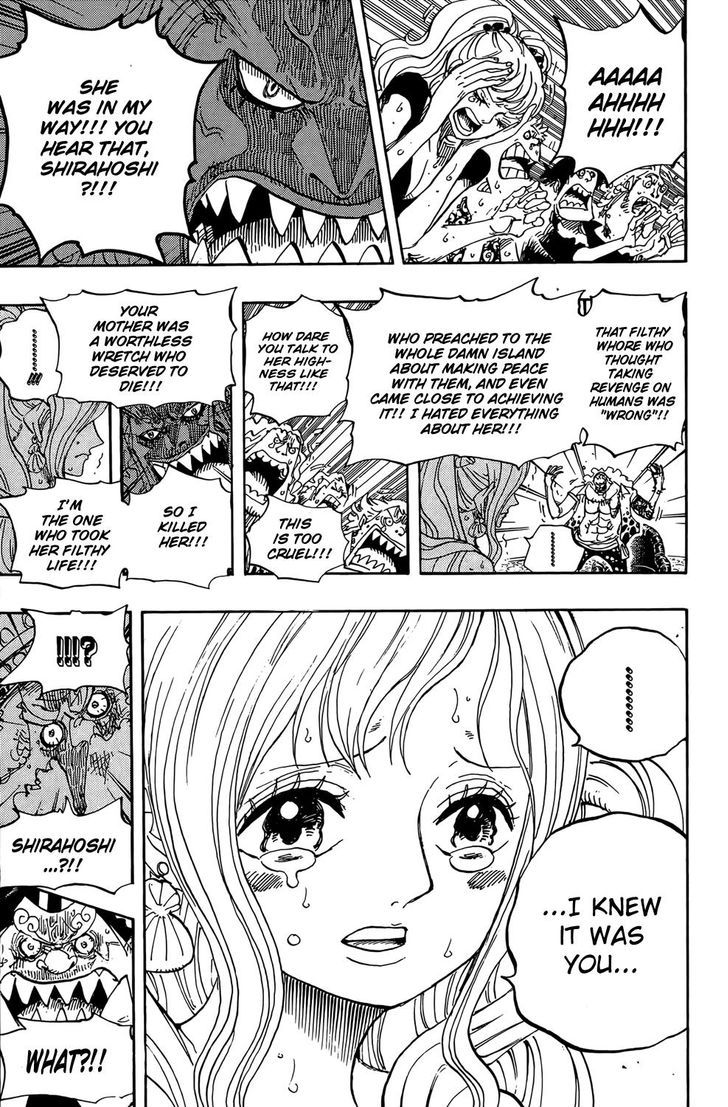 AAAAA
AHHHH
HHH!!!
SHE
WAS IN MY
WAY!!! YOU
HEAR THAT,
SHIRAHOSHI
?!!!
THAT FILTHY
WHORE WHO
THOUGHT
TAKING
REVENGE ON
HUMANS WAS
"WRONG"!!
WHO PREACHED TO THE
WHOLE DAMN ISLAND
ABOUT MAKING PEACE
WITH THEM, AND EVEN
CAME CLOSE TO ACHIEVING
IT!! I HATED EVERYTHING
ABOUT HER!!!
HOW DARE
YOU TALK TO
HER HIGH-
NESS LIKE
THAT!!!
THIS
IS TOO
CRUEL!!!
YOUR
MOTHER WAS
A WORTHLESS
WRETCH WHO
DESERVED TO
DIE!!!
SO I
KILLED
HER!!!
I'M
THE ONE
WHO TOOK
HER FILTHY
LIFE!!!
...I KNEW
IT WAS
YOU...
!!!?
SHIRAHOSHI
...?!!
WHAT?!!